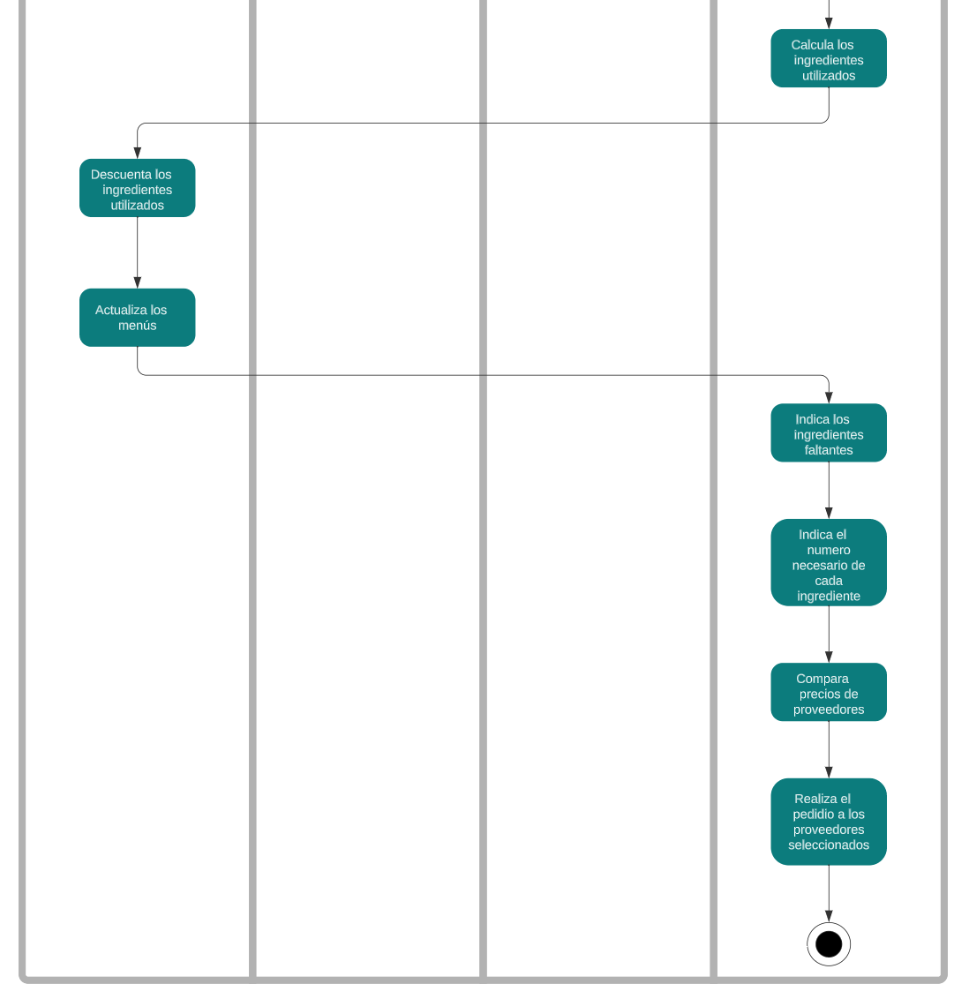 Calcula los
ingredientes
utilizados
Descuenta los
ingredientes
utilizados
Actualiza los
menús
Indica los
ingredientes
faltantes
Indica el
numero
necesario de
cada
ingrediente
Compara
precios de
proveedores
Realiza el
pedidio a los
proveedores
seleccionados